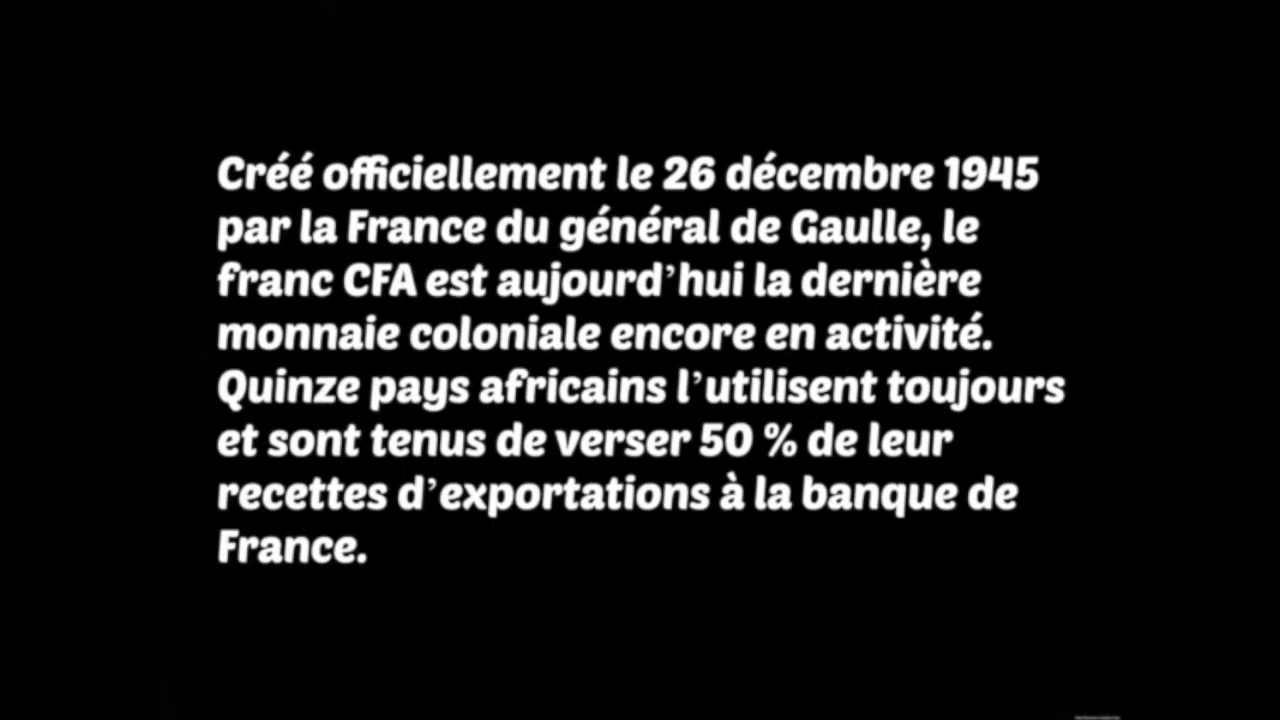 Créé officiellement le 26 décembre 1945
par la France du général de Gaulle, le
franc CFA est aujourd’hui la dernière
monnaie coloniale encore en activité.
Quinze pays africains l’utilisent toujours
et sont tenus de verser 50 % de leur
recettes d’exportations à la banque de
France.